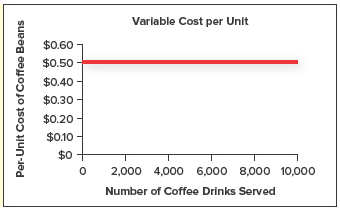 Variable Cost per Unit
Per-Unit Cost of Coffee Beans
$0.60
$0.50
$0.40
$0.30
$0.20
$0.10
$0
0 2,000 4,000 6,000 8,000 10,000
Number of Coffee Drinks Served